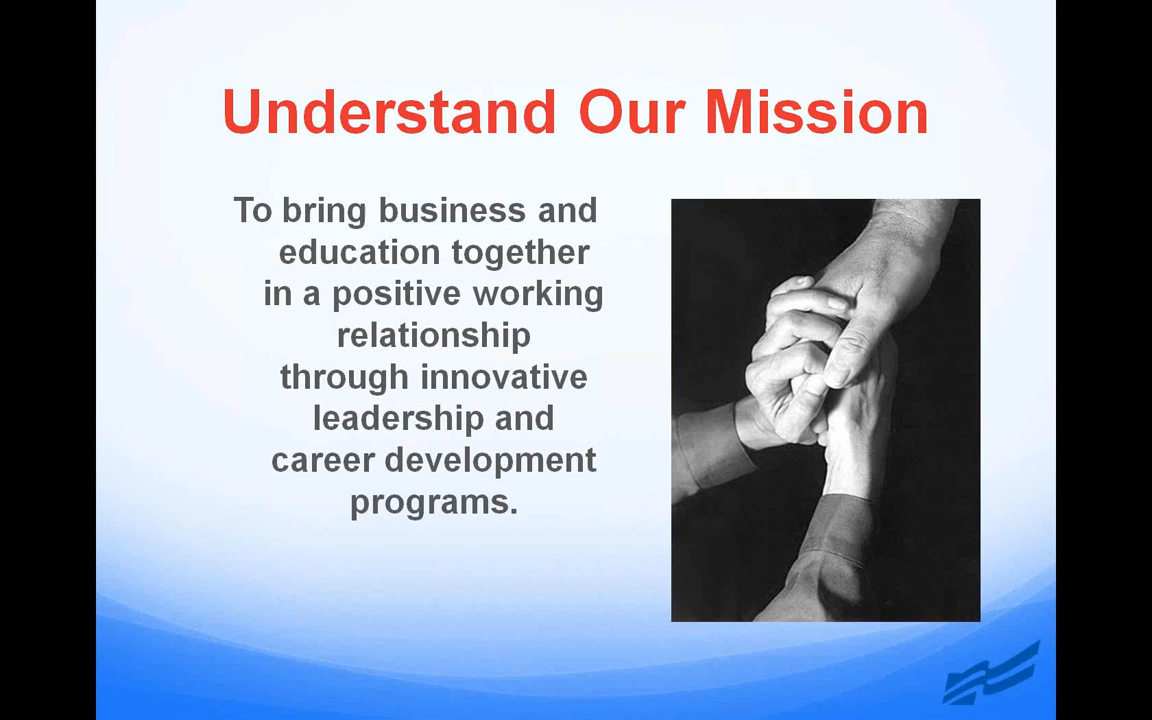 Understand Our Mission
To bring business and
education together
in a positive working
relationship
through innovative
leadership and
career development
programs.